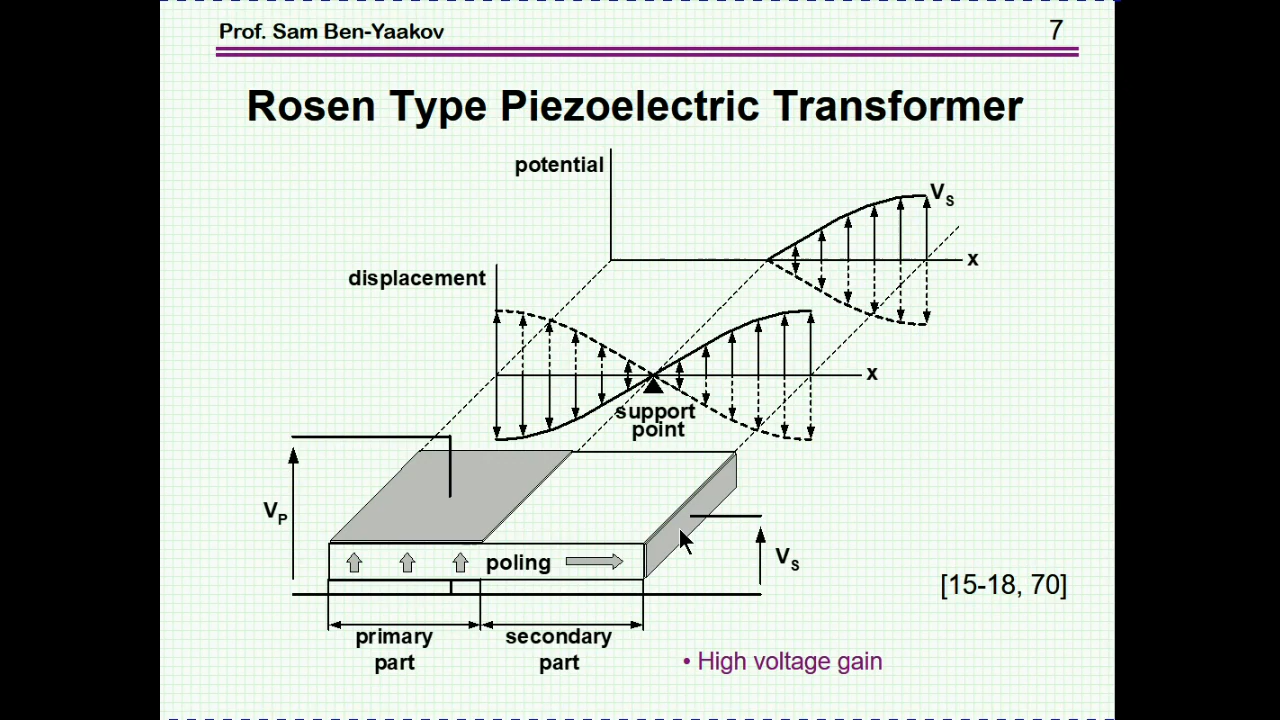 Prof. Sam Ben-Yaakov
7
Rosen Type Piezoelectric Transformer
potential
VS
x
displacement
x
support
point
VP
poling
VS
[15-18, 70]
primary
part
secondary
part
• High voltage gain